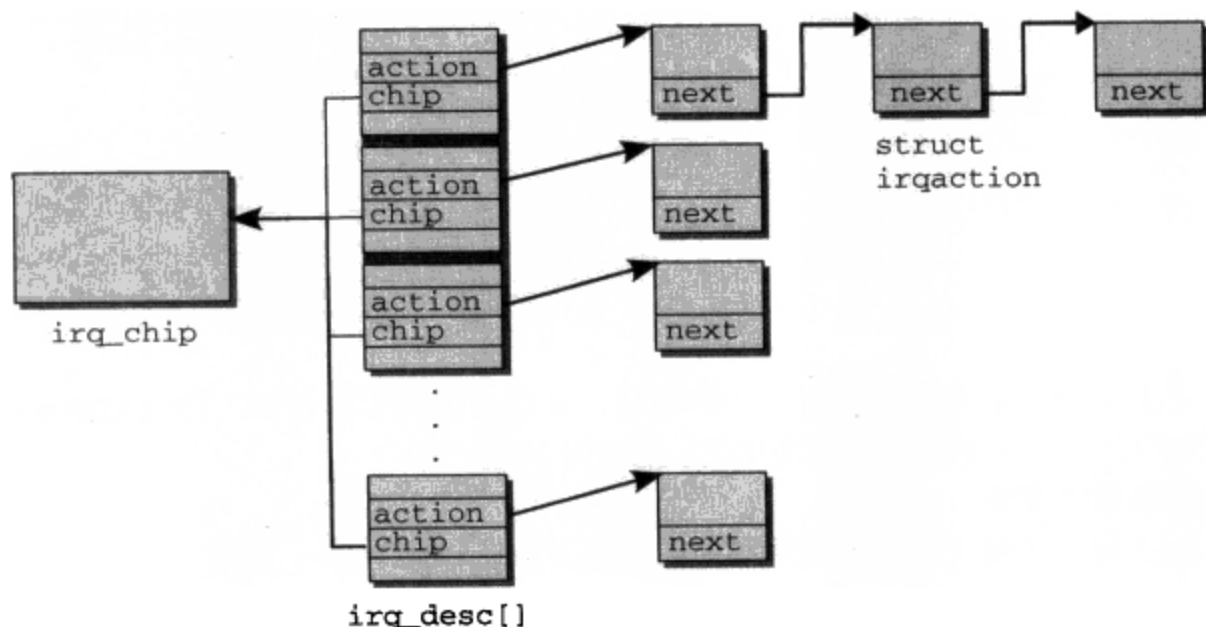 action
chip
next
next
next
struct
irqaction
action
chip
next
irq_chip
action
chip
next
.
.
.
action
chip
next
irq_desc[]